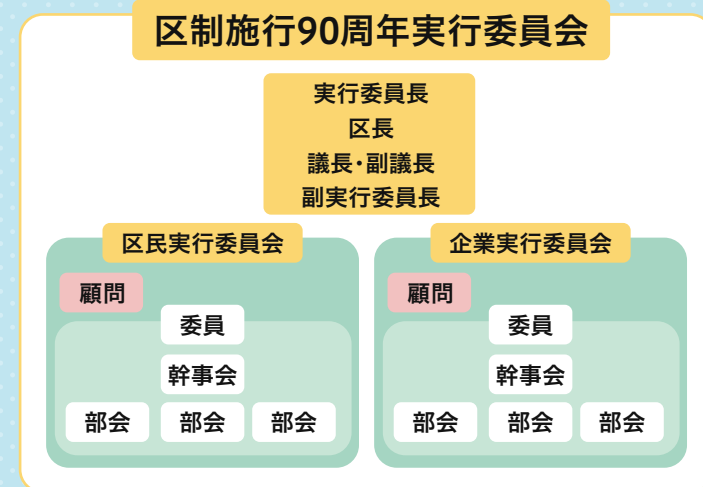 区制施行90周年実行委員会
実行委員長
区長
議長・副議長
副実行委員長
区民実行委員会
顧問
委員
幹事会
部会 部会 部会
企業実行委員会
顧問
委員
幹事会
部会 部会 部会